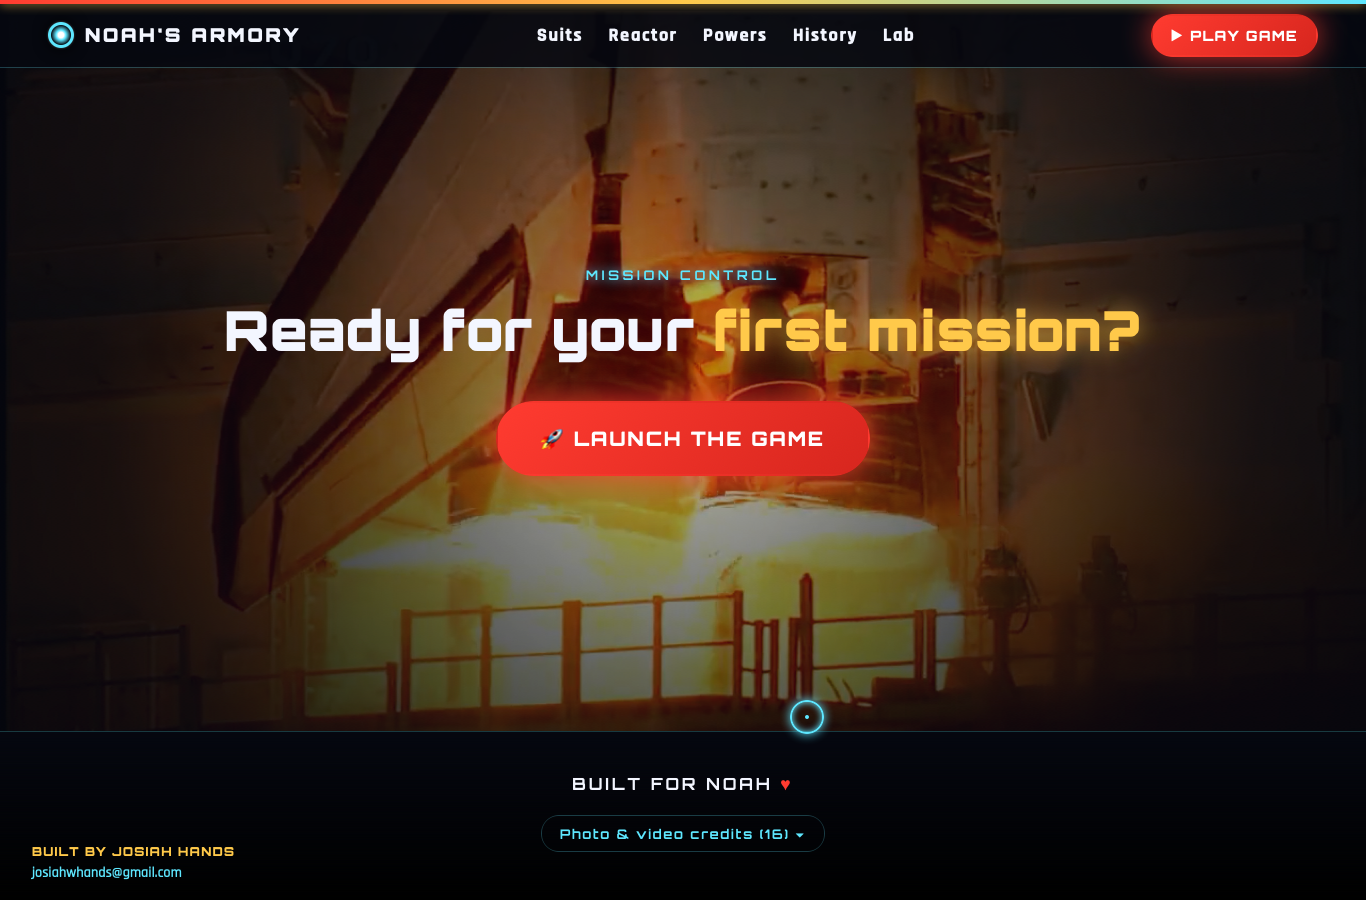 NOAH'S ARMORY
Suits Reactor Powers History Lab
▶ PLAY GAME
MISSION CONTROL
Ready for your first mission?
🚀 LAUNCH THE GAME
BUILT FOR NOAH ♥
Photo & video credits (16) ▾
BUILT BY JOSIAH HANDS
josiahwhands@gmail.com